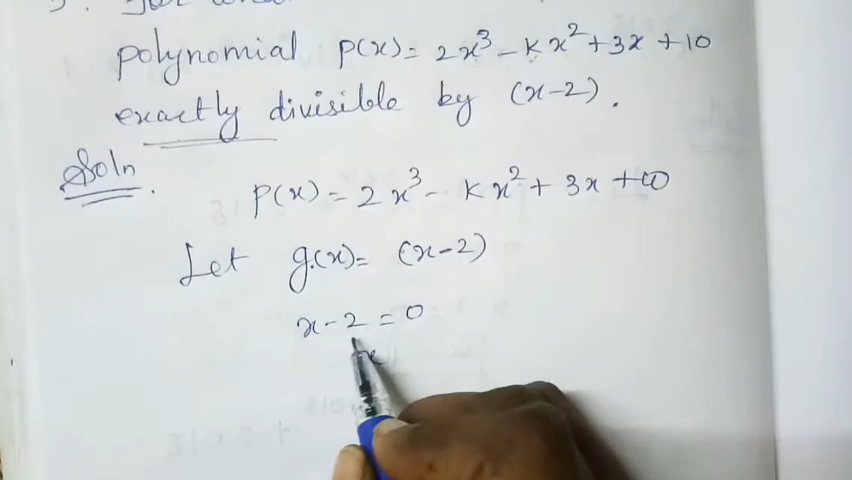 polynomial p(x)= 2x³ - kx² + 3x + 10
exactly divisible by (x-2).
Soln.
p(x) = 2x³ - kx² + 3x + 10
Let g(x)= (x-2)
x - 2 = 0
x